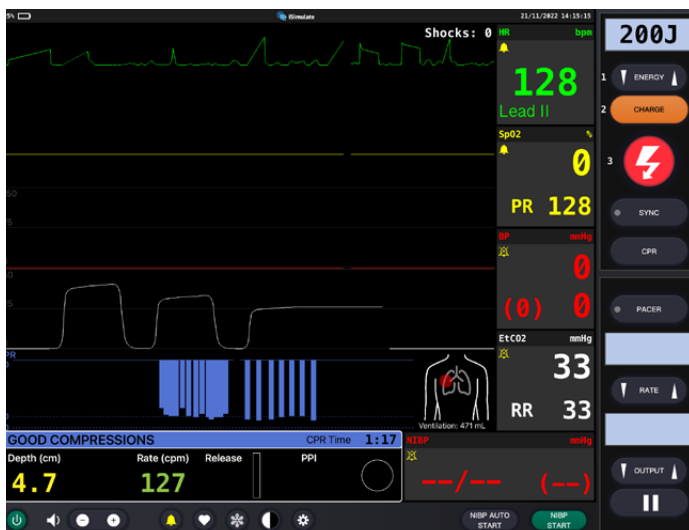 5%
iSimulate
21/11/2022 14:15:15
200J
Shocks: 0
HR bpm
128
Lead II
1
ENERGY
2
CHARGE
SpO2 %
0
PR 128
3
SYNC
BP mmHg
0
(0) 0
CPR
EtCO2 mmHg
33
RR 33
PACER
RATE
OUTPUT
PR
Ventilation: 471 mL
GOOD COMPRESSIONS
CPR Time 1:17
NIBP mmHg
--/-- (--)
Depth (cm)
Rate (cpm)
Release
PPI
4.7
127
NIBP AUTO
START
NIBP
START